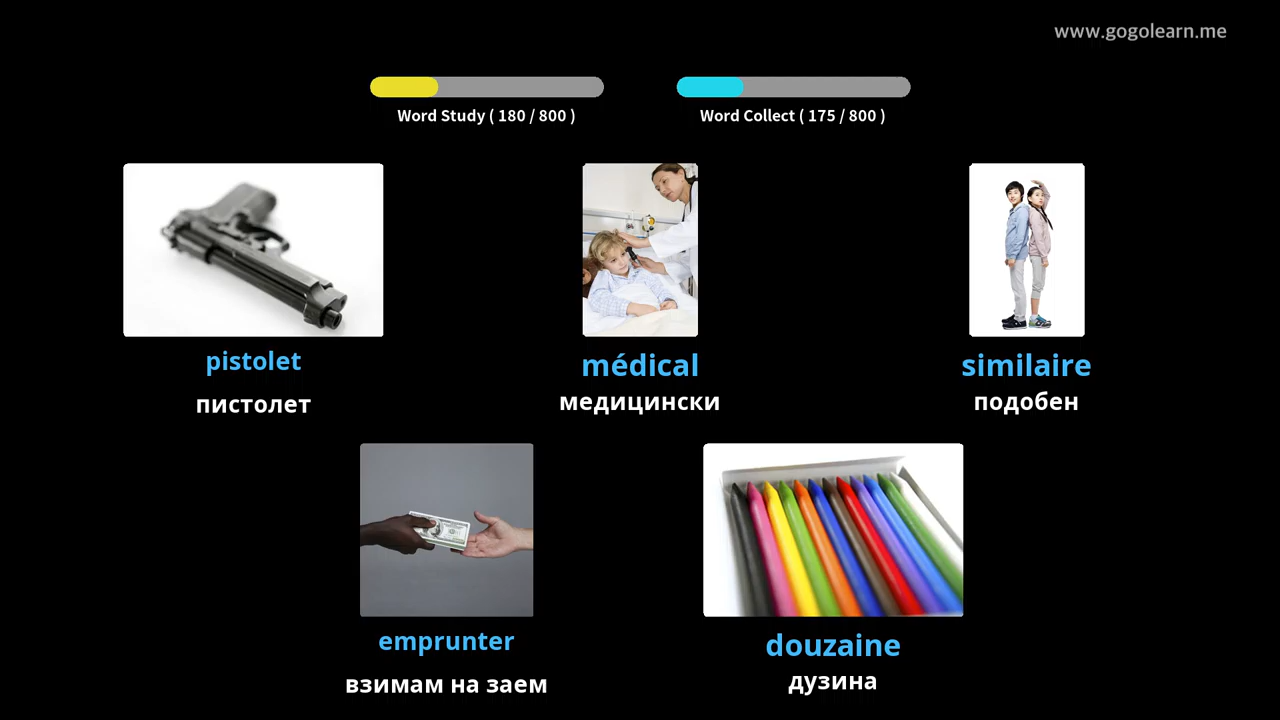 www.gogolearn.me
Word Study ( 180 / 800 )
Word Collect ( 175 / 800 )
pistolet
пистолет
médical
медицински
similaire
подобен
emprunter
взимам на заем
douzaine
дузина